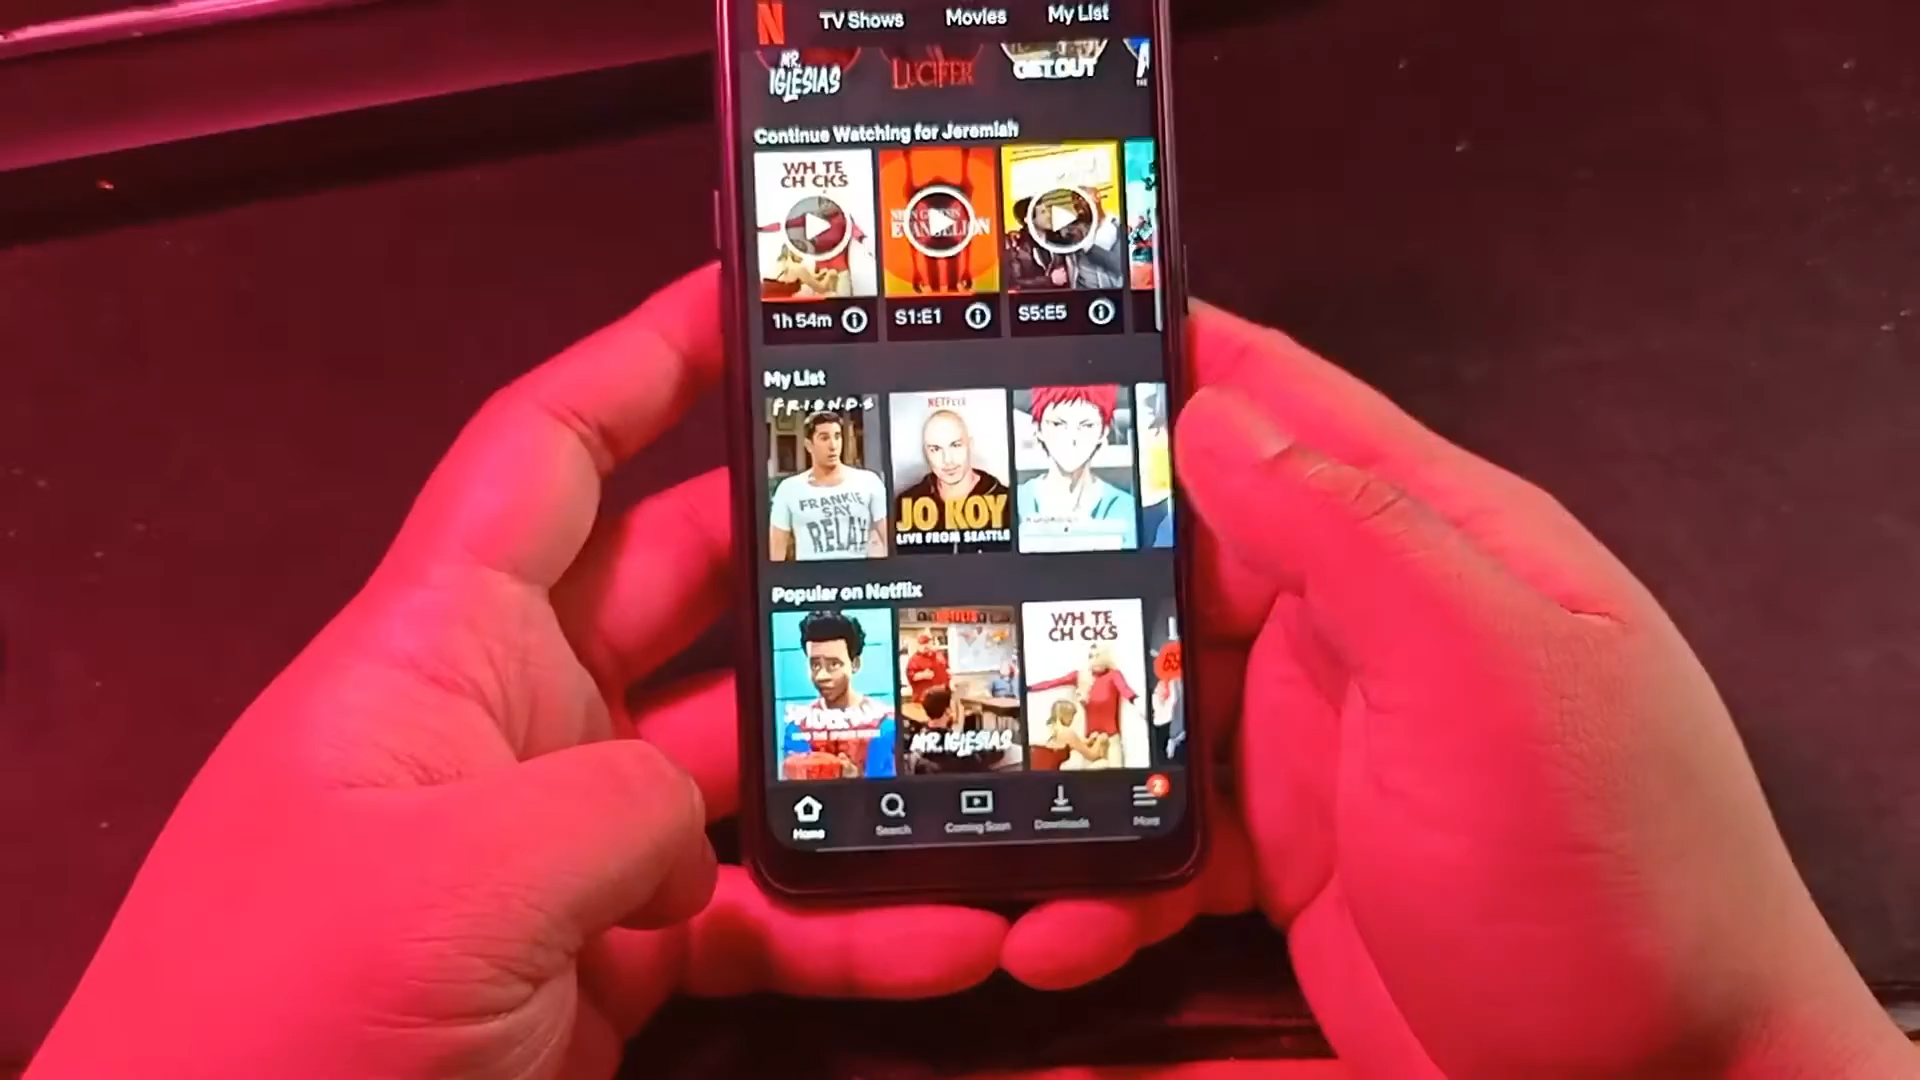 N TV Shows Movies My List
MR. IGLESIAS
LUCIFER
GET OUT
Continue Watching for Jeremiah
WH TE CH CKS
EVANGELION
1h 54m
S1:E1
S5:E5
My List
F·R·I·E·N·D·S
FRANKIE
SAY
RELAX
NETFLIX
JO KOY
LIVE FROM SEATTLE
Popular on Netflix
MR. IGLESIAS
WH TE
CH CKS
Home
Search
Coming Soon
Downloads
2
More